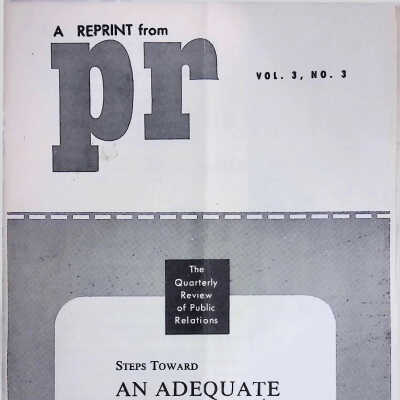 A REPRINT from
pr
VOL. 3, NO. 3
The
Quarterly
Review
of Public
Relations
STEPS TOWARD
AN ADEQUATE